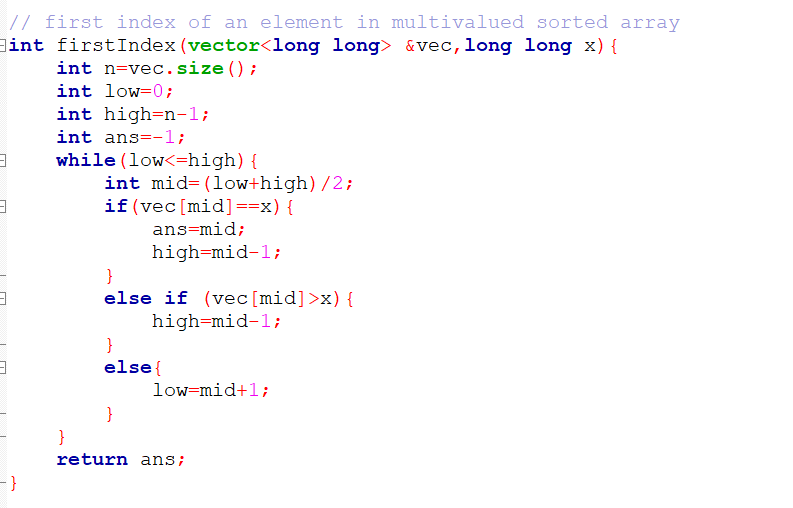 // first index of an element in multivalued sorted array
int firstIndex(vector<long long> &vec,long long x){
    int n=vec.size();
    int low=0;
    int high=n-1;
    int ans=-1;
    while(low<=high){
        int mid=(low+high)/2;
        if(vec[mid]==x){
            ans=mid;
            high=mid-1;
        }
        else if (vec[mid]>x){
            high=mid-1;
        }
        else{
            low=mid+1;
        }
    }
    return ans;
}